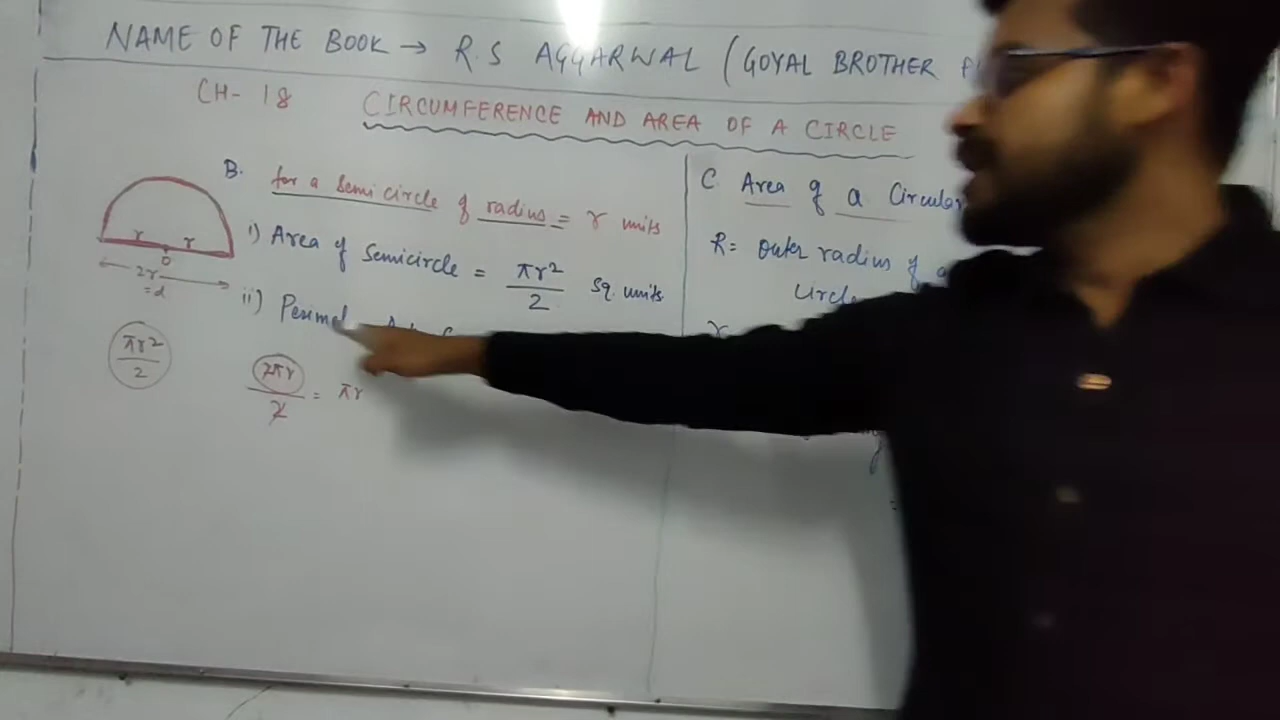 NAME OF THE BOOK → R.S AGGARWAL (GOYAL BROTHER
CH- 18 CIRCUMFERENCE AND AREA OF A CIRCLE
B. for a Semi circle of radius = r units
i) Area of Semicircle = πr²/2 sq. units
ii)
r r
O
2r
=d
πr²/2
2πr/2 = πr
C. Area of a Circular
R= Outer radius of
Circle
r